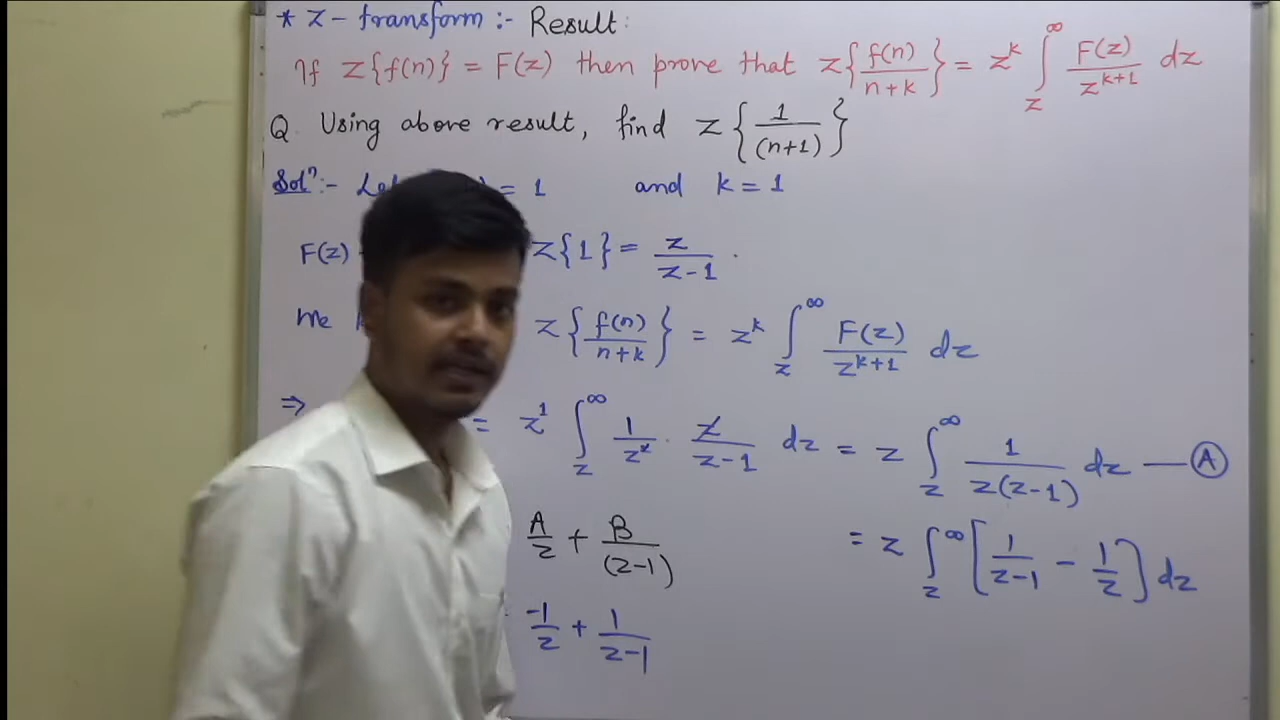 * Z - transform :- Result :
If Z{f(n)} = F(z) then prove that Z{f(n)/(n+k)} = z^k ∫_z^∞ F(z)/z^(k+1) dz
Q. Using above result, find Z{1/(n+1)}
Solⁿ :- = 1 and k = 1
F(z) Z{1} = z/(z-1) .
Z{f(n)/(n+k)} = z^k ∫_z^∞ F(z)/z^(k+1) dz
⇒ = z^1 ∫_z^∞ 1/z^2 . z/(z-1) dz = z ∫_z^∞ 1/(z(z-1)) dz — (A)
A/z + B/(z-1) = z ∫_z^∞ [1/(z-1) - 1/z] dz
-1/z + 1/(z-1)